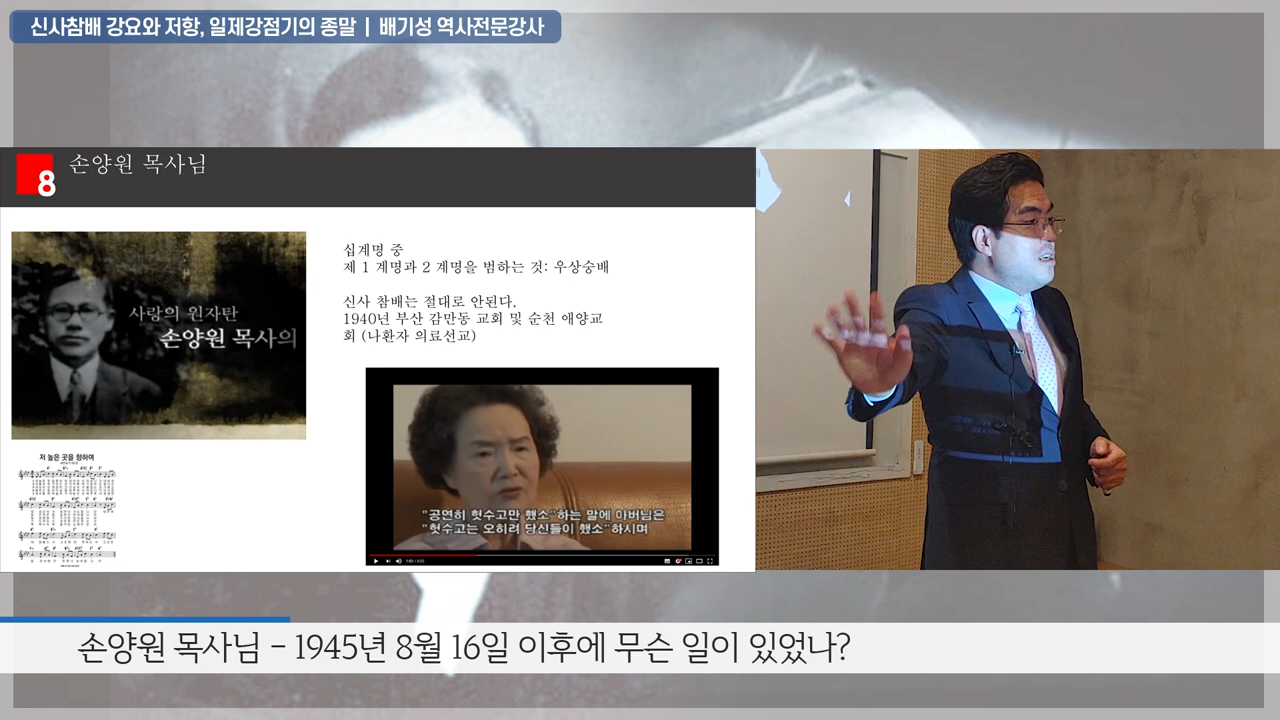 신사참배 강요와 저항, 일제강점기의 종말 | 배기성 역사전문강사
8
손양원 목사님
사랑의 원자탄
손양원 목사의
십계명 중
제 1 계명과 2 계명을 범하는 것: 우상숭배
신사 참배는 절대로 안된다.
1940년 부산 감만동 교회 및 순천 애양교
회 (나환자 의료선교)
저 높은 곳을 향하여
"공연히 헛수고만 했소"하는 말에 아버님은
"헛수고는 오히려 당신들이 했소"하시며
손양원 목사님 - 1945년 8월 16일 이후에 무슨 일이 있었나?